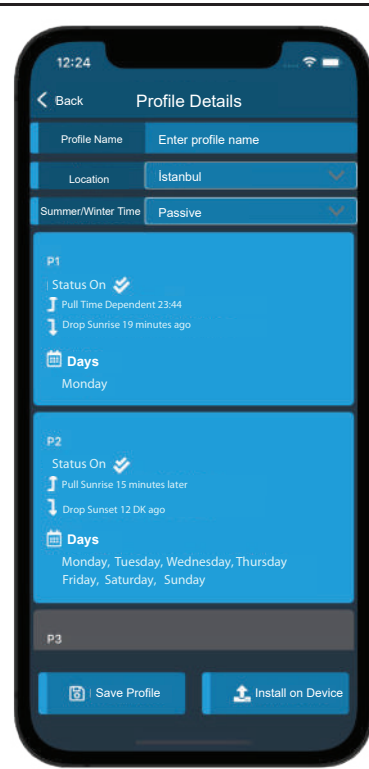 12:24
Back Profile Details
Profile Name Enter profile name
Location İstanbul
Summer/Winter Time Passive
P1
Status On
Pull Time Dependent 23:44
Drop Sunrise 19 minutes ago
Days
Monday
P2
Status On
Pull Sunrise 15 minutes later
Drop Sunset 12 DK ago
Days
Monday, Tuesday, Wednesday, Thursday
Friday, Saturday, Sunday
P3
Save Profile Install on Device